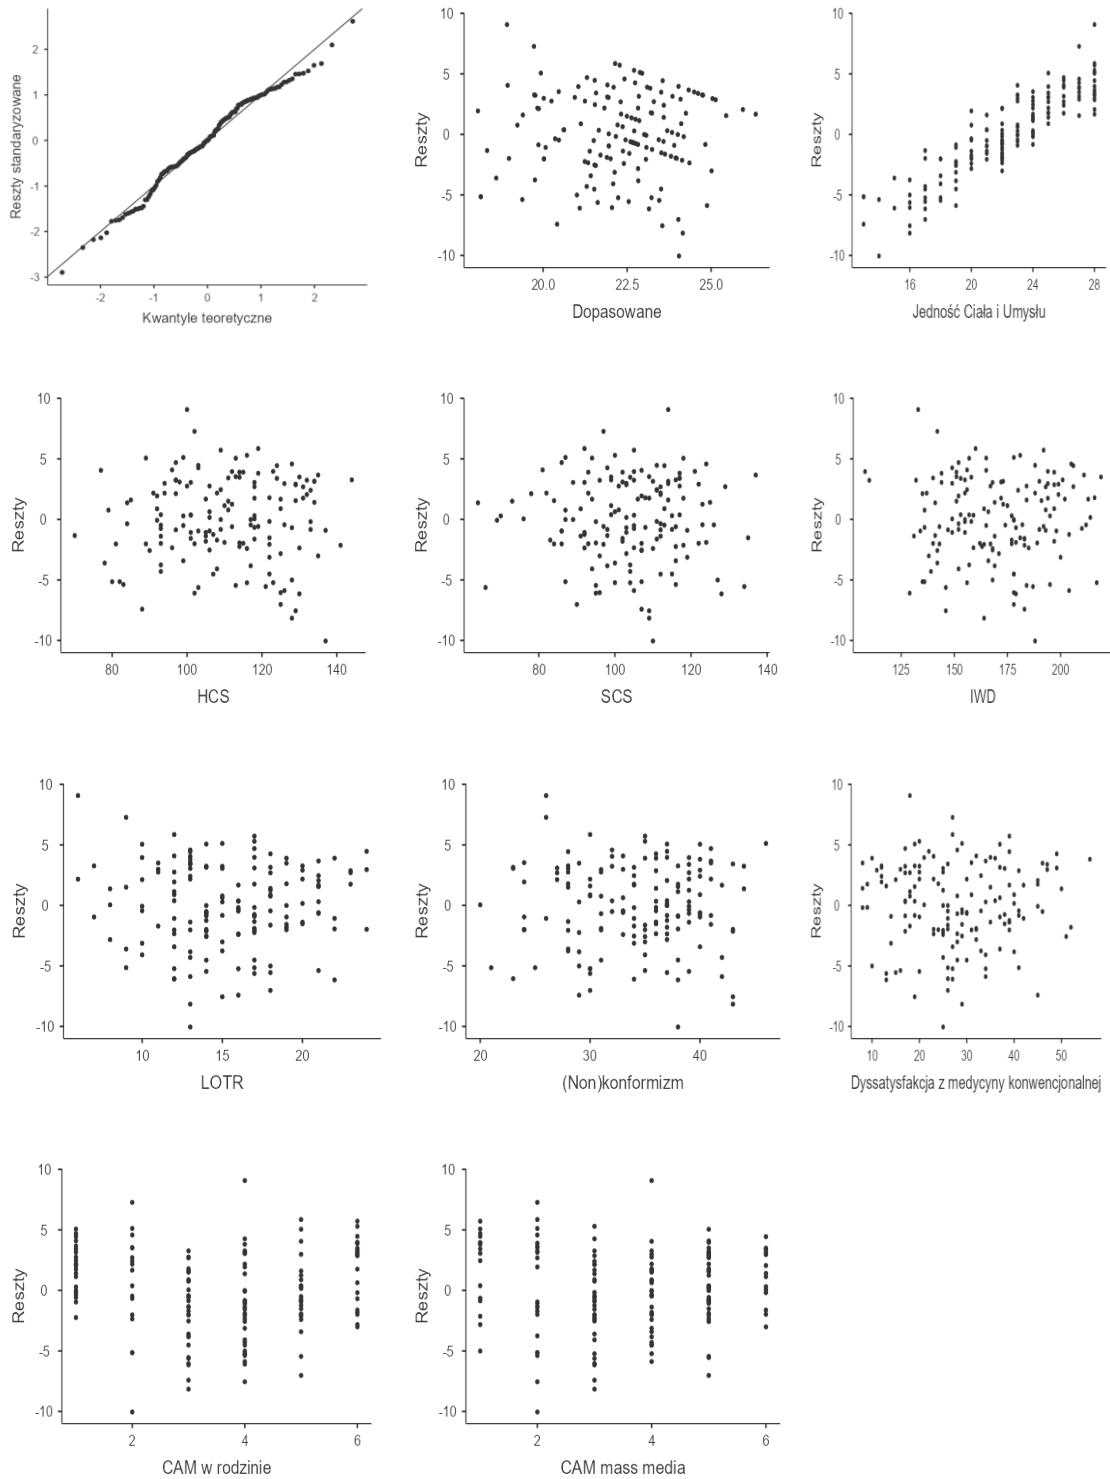 Reszty standaryzowane
2
1
0
-1
-2
-3
-2 -1 0 1 2
Kwantyle teoretyczne
Reszty
10
5
0
-5
-10
20.0 22.5 25.0
Dopasowane
Reszty
10
5
0
-5
-10
16 20 24 28
Jedność Ciała i Umysłu
Reszty
10
5
0
-5
-10
80 100 120 140
HCS
Reszty
10
5
0
-5
-10
80 100 120 140
SCS
Reszty
10
5
0
-5
-10
125 150 175 200
IWD
Reszty
10
5
0
-5
-10
10 15 20
LOTR
Reszty
10
5
0
-5
-10
20 30 40
(Non)konformizm
Reszty
10
5
0
-5
-10
10 20 30 40 50
Dyssatysfakcja z medycyny konwencjonalnej
Reszty
10
5
0
-5
-10
2 4 6
CAM w rodzinie
Reszty
10
5
0
-5
-10
2 4 6
CAM mass media